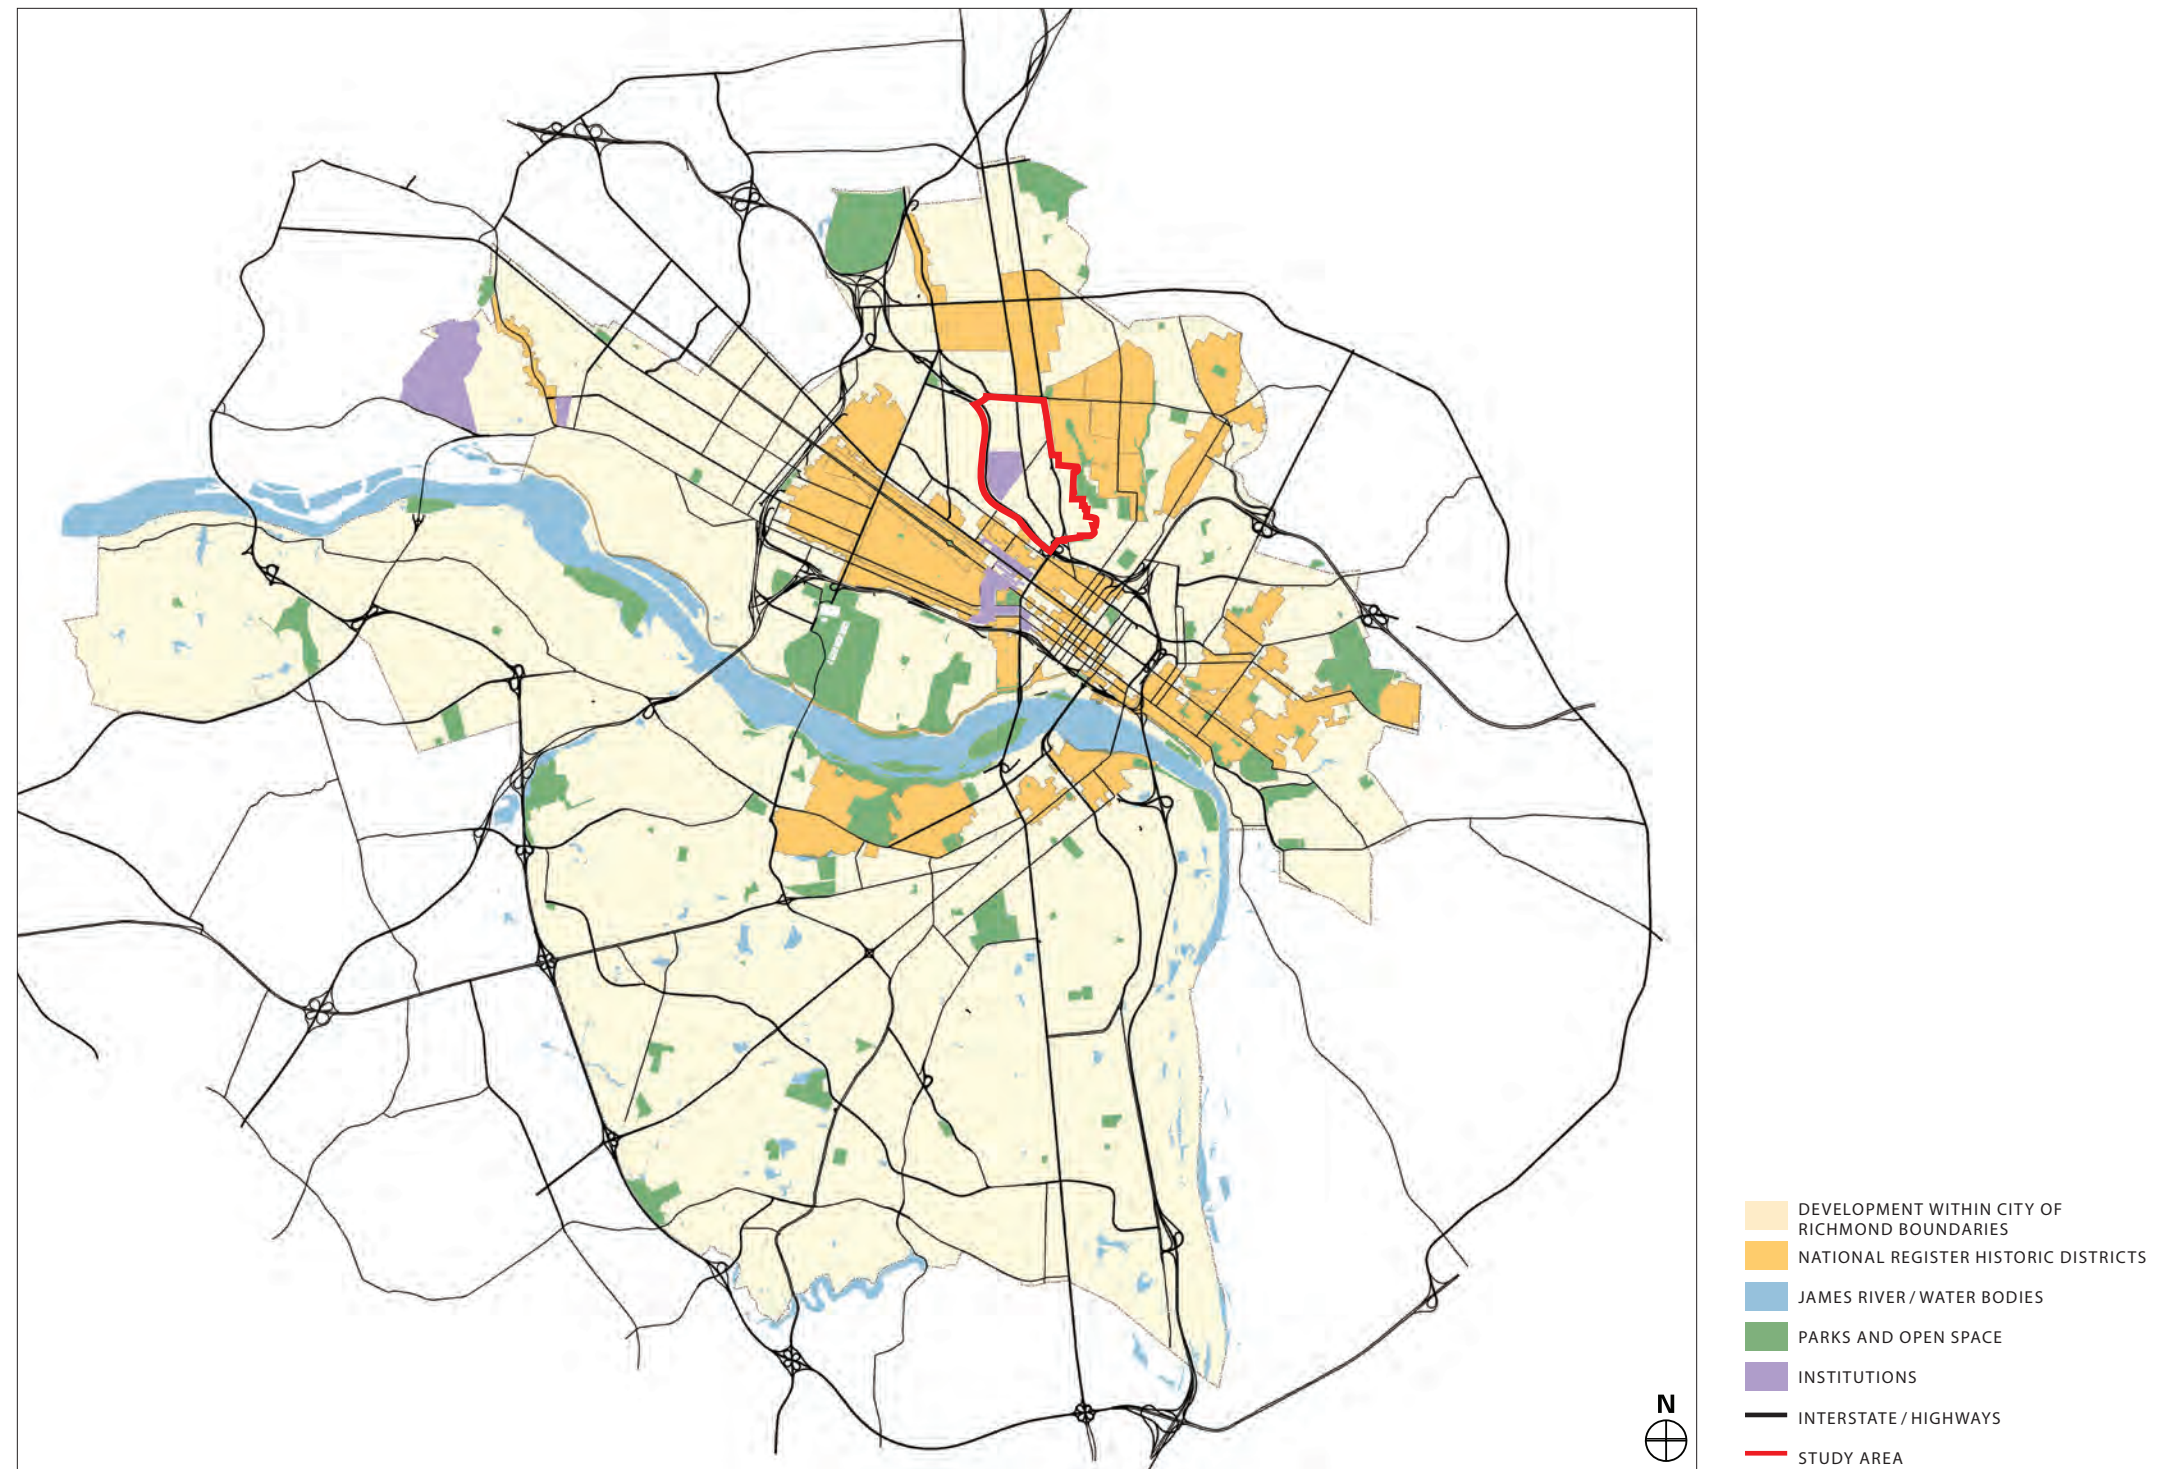 DEVELOPMENT WITHIN CITY OF
RICHMOND BOUNDARIES
NATIONAL REGISTER HISTORIC DISTRICTS
JAMES RIVER / WATER BODIES
PARKS AND OPEN SPACE
INSTITUTIONS
INTERSTATE / HIGHWAYS
STUDY AREA
N